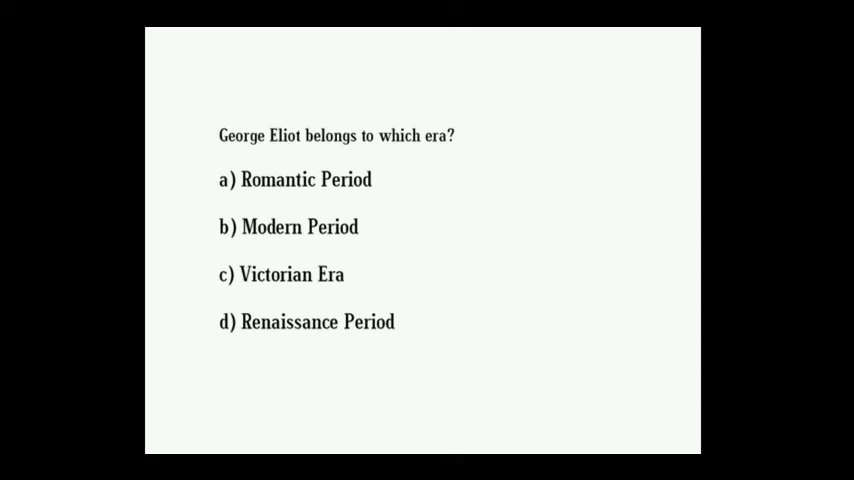 George Eliot belongs to which era?
a) Romantic Period
b) Modern Period
c) Victorian Era
d) Renaissance Period